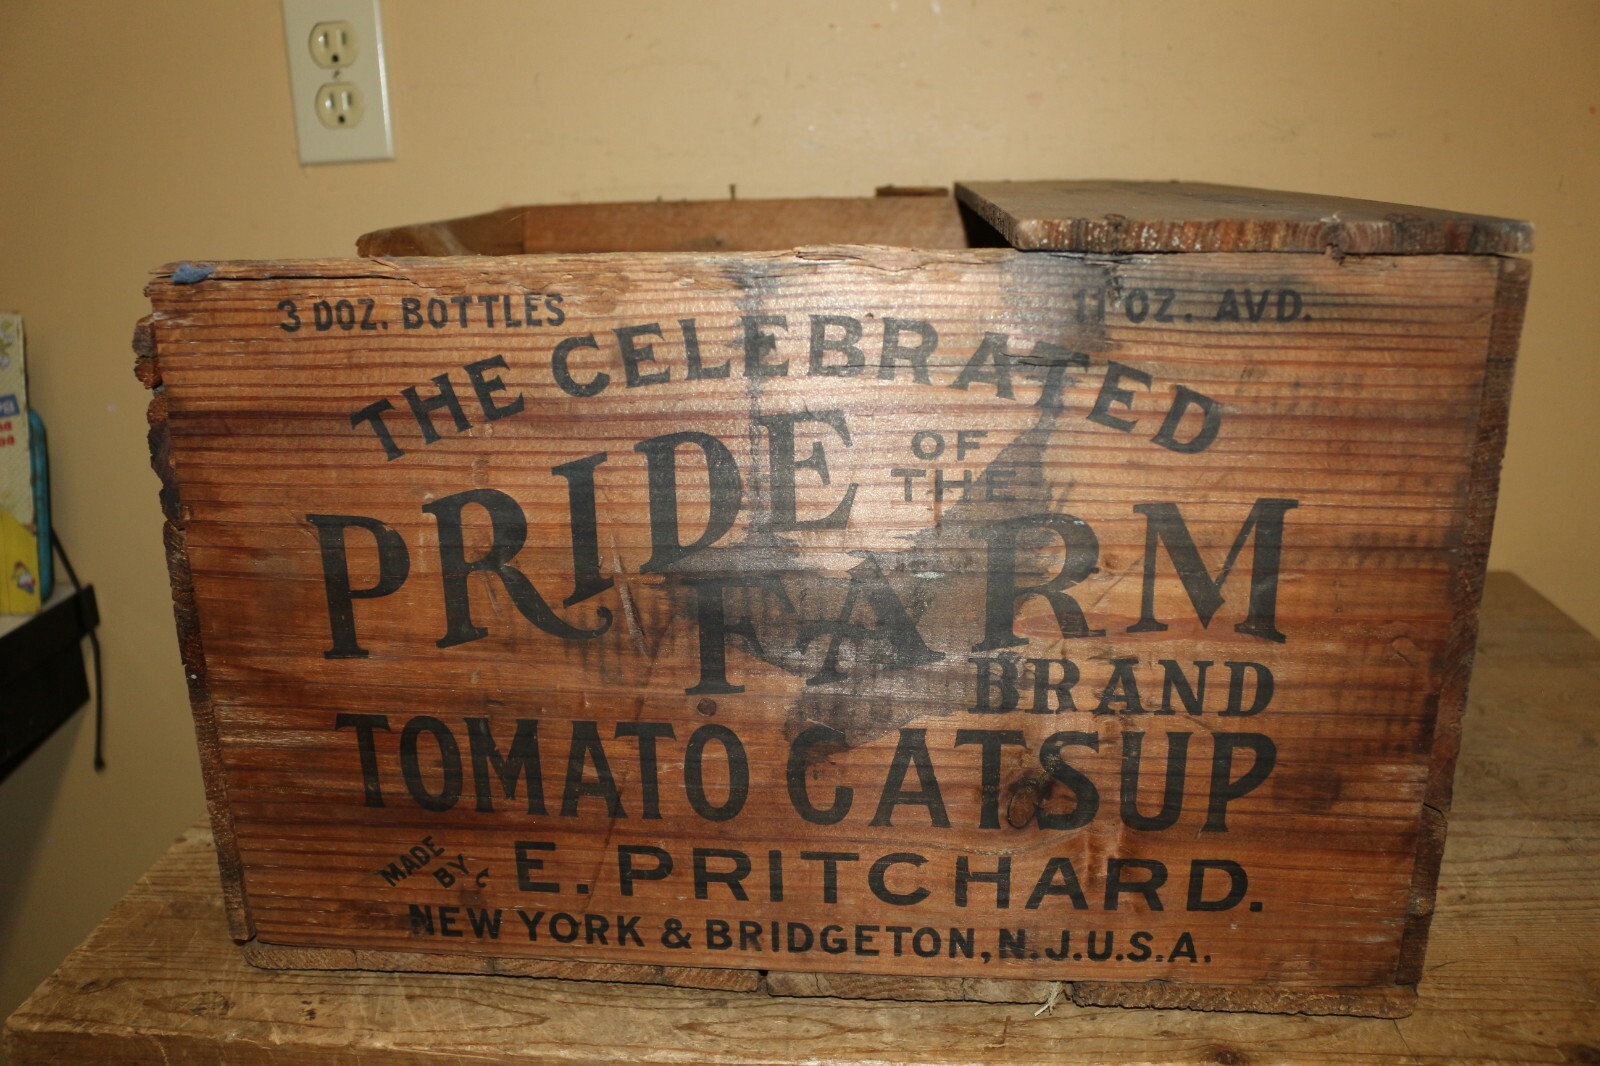 3 DOZ. BOTTLES 11 OZ. AVD.
THE CELEBRATED
PRIDE OF THE FARM
BRAND
TOMATO CATSUP
MADE BY E. PRITCHARD.
NEW YORK & BRIDGETON, N.J.U.S.A.